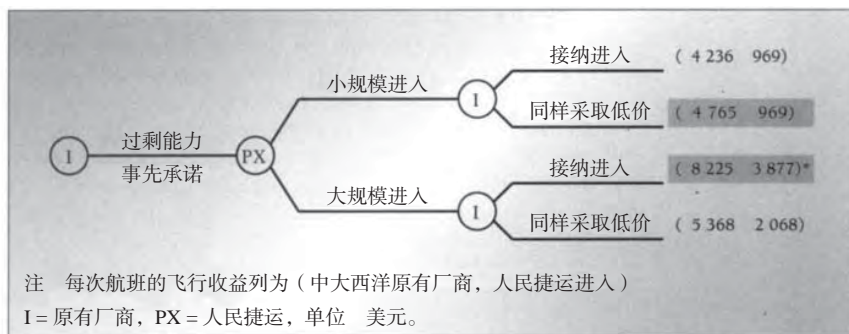 接纳进入 ( 4 236 969)
小规模进入
I
同样采取低价 ( 4 765 969)
I 过剩能力 PX
事先承诺
接纳进入 ( 8 225 3 877)*
大规模进入
I
同样采取低价 ( 5 368 2 068)
注 每次航班的飞行收益列为（中大西洋原有厂商，人民捷运进入）
I = 原有厂商，PX = 人民捷运，单位 美元。